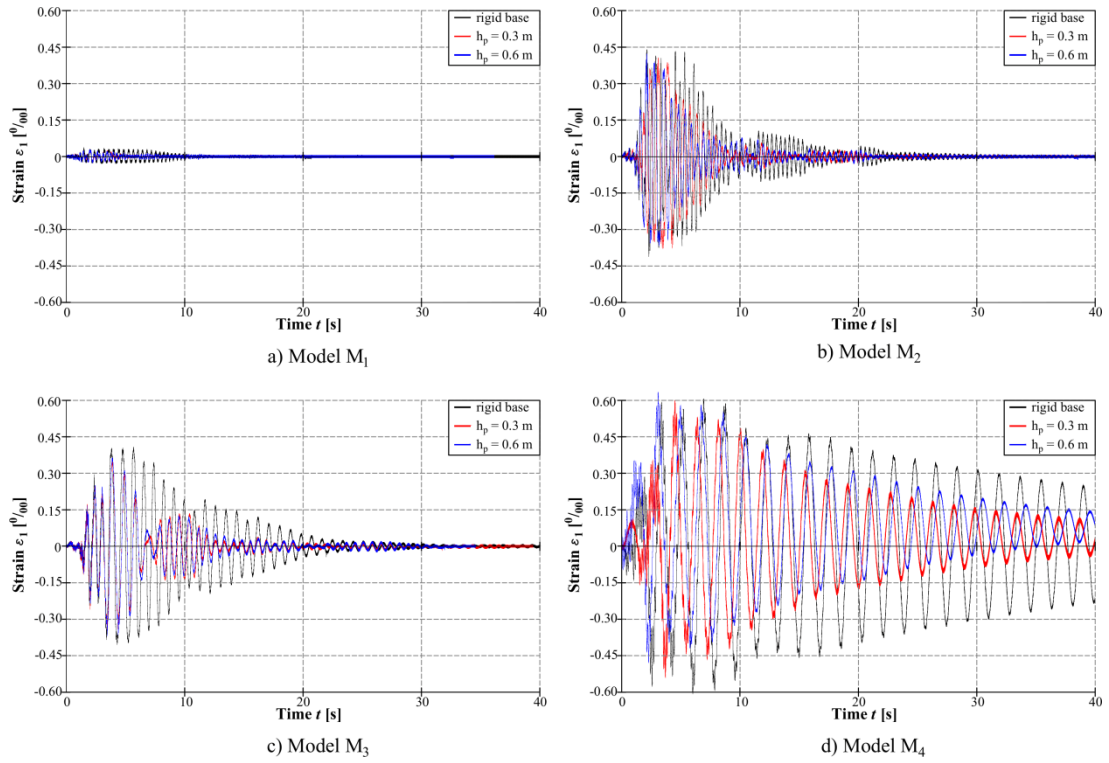 0.60
0.45
0.30
0.15
0
-0.15
-0.30
-0.45
-0.60
Strain ε₁ [⁰/₀₀]
rigid base
hₚ = 0.3 m
hₚ = 0.6 m
0 10 20 30 40
Time t [s]
a) Model M₁
0.60
0.45
0.30
0.15
0
-0.15
-0.30
-0.45
-0.60
Strain ε₁ [⁰/₀₀]
rigid base
hₚ = 0.3 m
hₚ = 0.6 m
0 10 20 30 40
Time t [s]
b) Model M₂
0.60
0.45
0.30
0.15
0
-0.15
-0.30
-0.45
-0.60
Strain ε₁ [⁰/₀₀]
rigid base
hₚ = 0.3 m
hₚ = 0.6 m
0 10 20 30 40
Time t [s]
c) Model M₃
0.60
0.45
0.30
0.15
0
-0.15
-0.30
-0.45
-0.60
Strain ε₁ [⁰/₀₀]
rigid base
hₚ = 0.3 m
hₚ = 0.6 m
0 10 20 30 40
Time t [s]
d) Model M₄